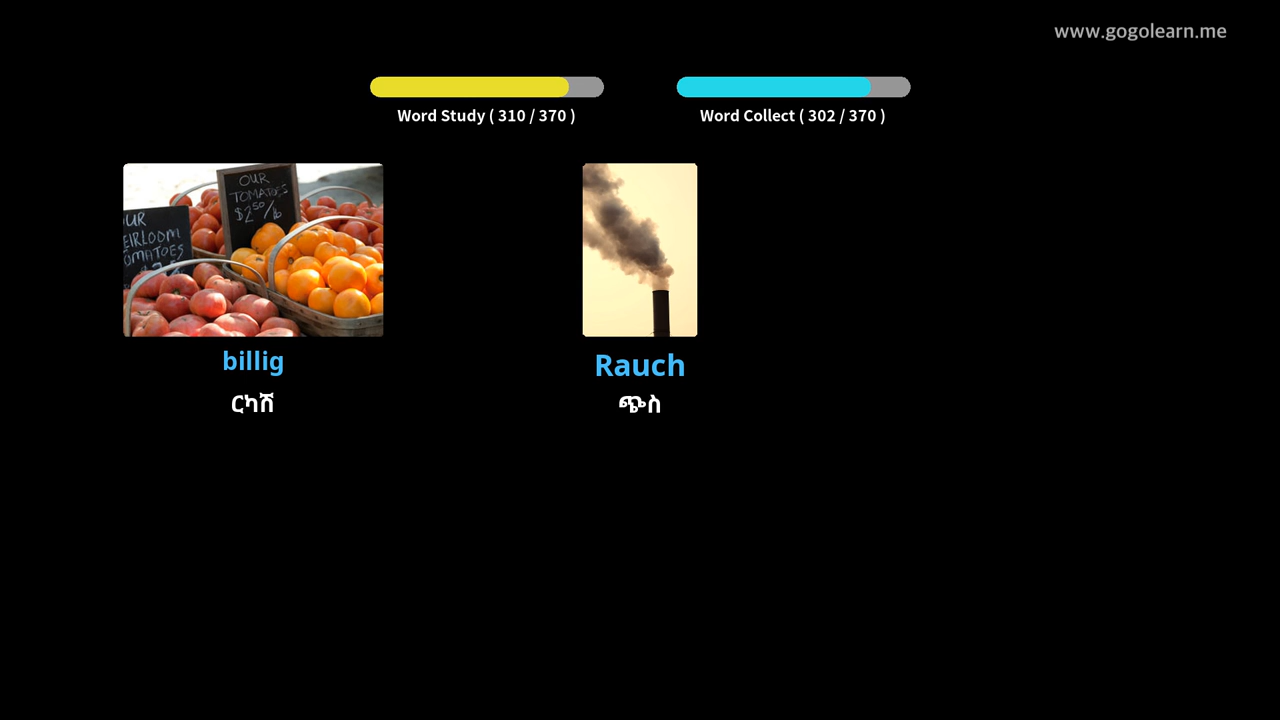 www.gogolearn.me
Word Study ( 310 / 370 )
Word Collect ( 302 / 370 )
OUR
TOMATOES
$2.50/lb
UR
EIRLOOM
OMATOES
billig
ርካሽ
Rauch
ጭስ